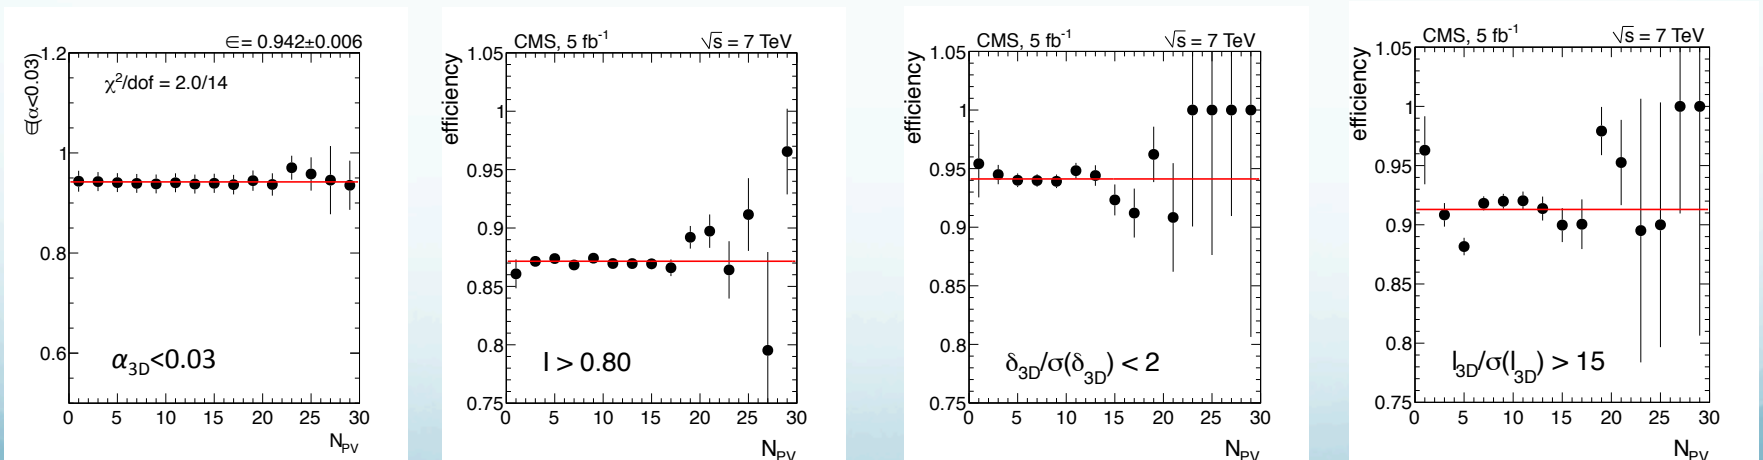 ∈= 0.942±0.006
χ²/dof = 2.0/14
∈(α<0.03)
1.2
1
0.8
0.6
α3D<0.03
0 5 10 15 20 25 30
NPV
CMS, 5 fb⁻¹ √s = 7 TeV
efficiency
1.05
1
0.95
0.9
0.85
0.8
0.75
I > 0.80
0 5 10 15 20 25 30
NPV
CMS, 5 fb⁻¹ √s = 7 TeV
efficiency
1.05
1
0.95
0.9
0.85
0.8
0.75
δ3D/σ(δ3D) < 2
0 5 10 15 20 25 30
NPV
CMS, 5 fb⁻¹ √s = 7 TeV
efficiency
1.05
1
0.95
0.9
0.85
0.8
0.75
l3D/σ(l3D) > 15
0 5 10 15 20 25 30
NPV